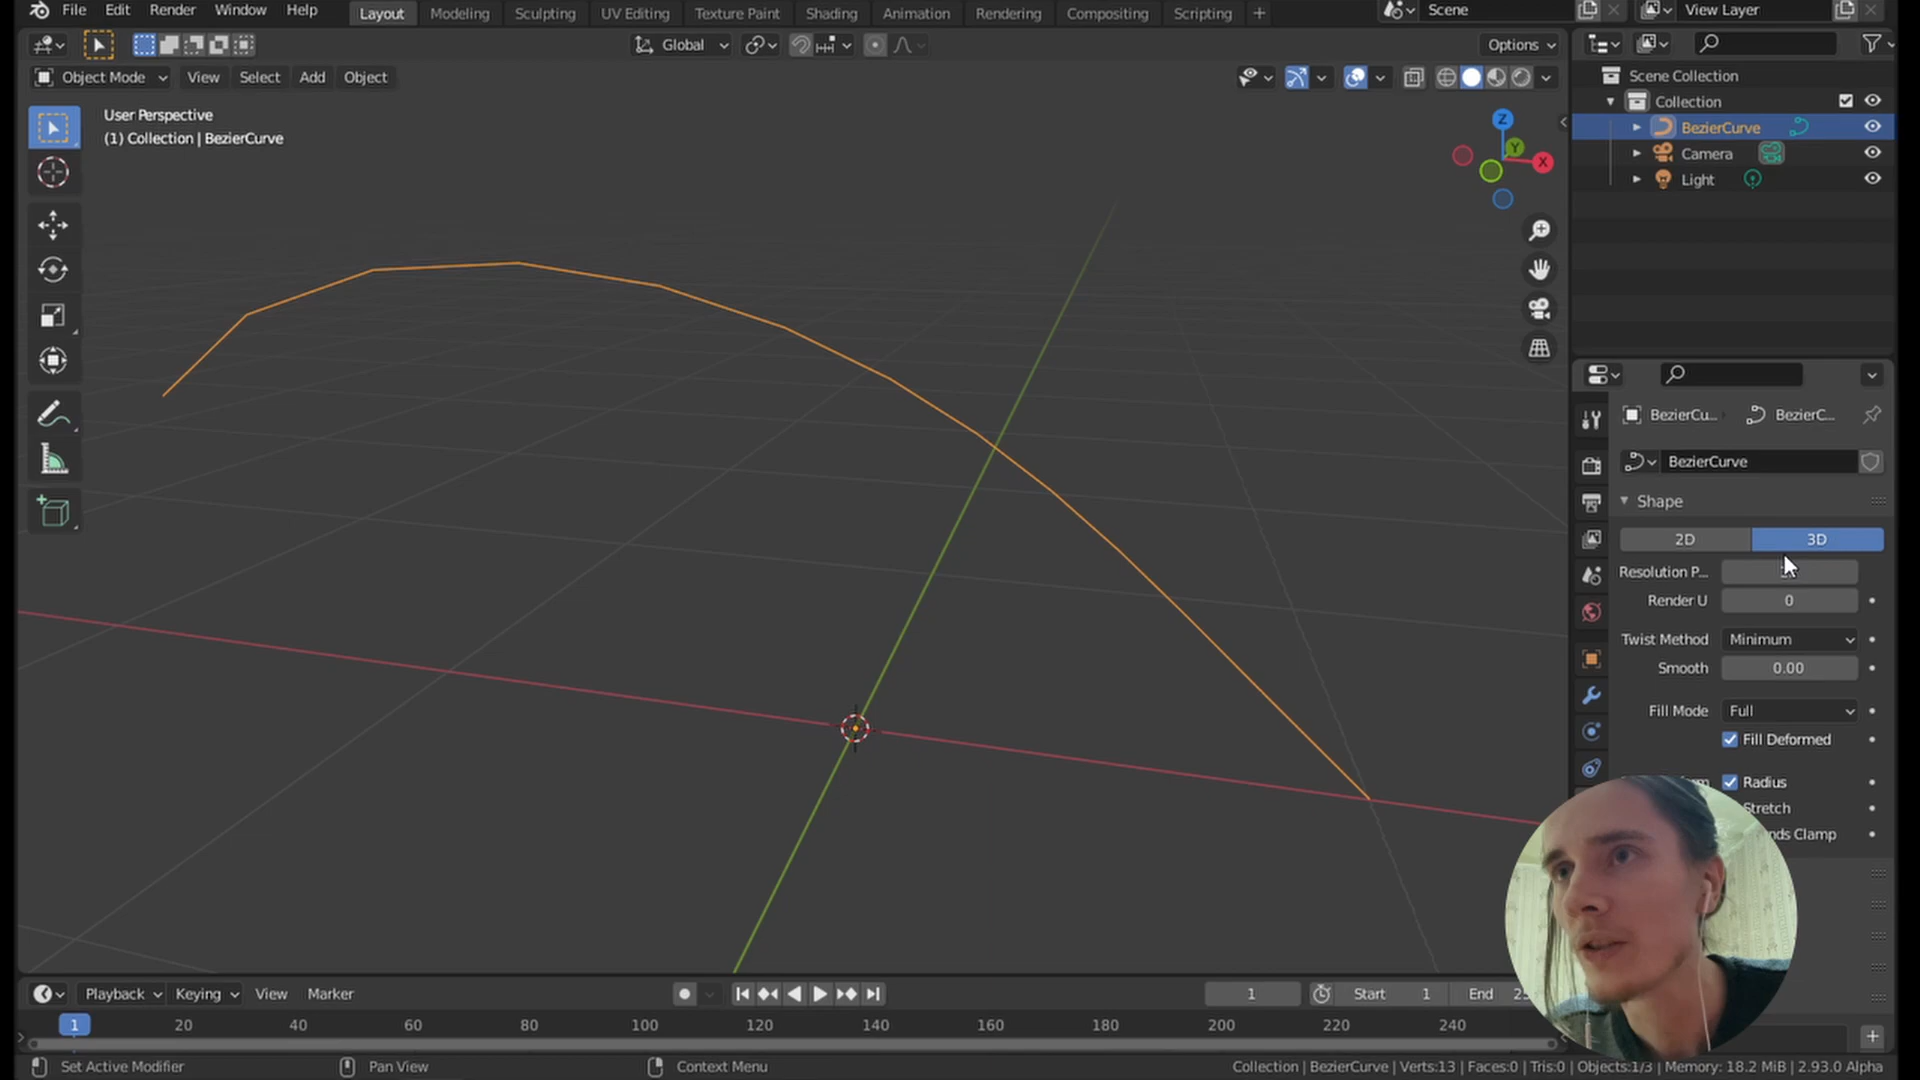 File Edit Render Window Help Layout Modeling Sculpting UV Editing Texture Paint Shading Animation Rendering Compositing Scripting + Scene View Layer
Global Options
Object Mode View Select Add Object
User Perspective
(1) Collection | BezierCurve
Z
Y
X
Scene Collection
Collection
BezierCurve
Camera
Light
BezierCu... BezierC...
BezierCurve
Shape
2D 3D
Resolution P...
Render U 0
Twist Method Minimum
Smooth 0.00
Fill Mode Full
Fill Deformed
Radius
Stretch
Clamp
Playback Keying View Marker 1 Start 1 End
1 20 40 60 80 100 120 140 160 180 200 220 240
Set Active Modifier Pan View Context Menu Collection | BezierCurve | Verts:13 | Faces:0 | Tris:0 | Objects:1/3 | Memory: 18.2 MiB | 2.93.0 Alpha